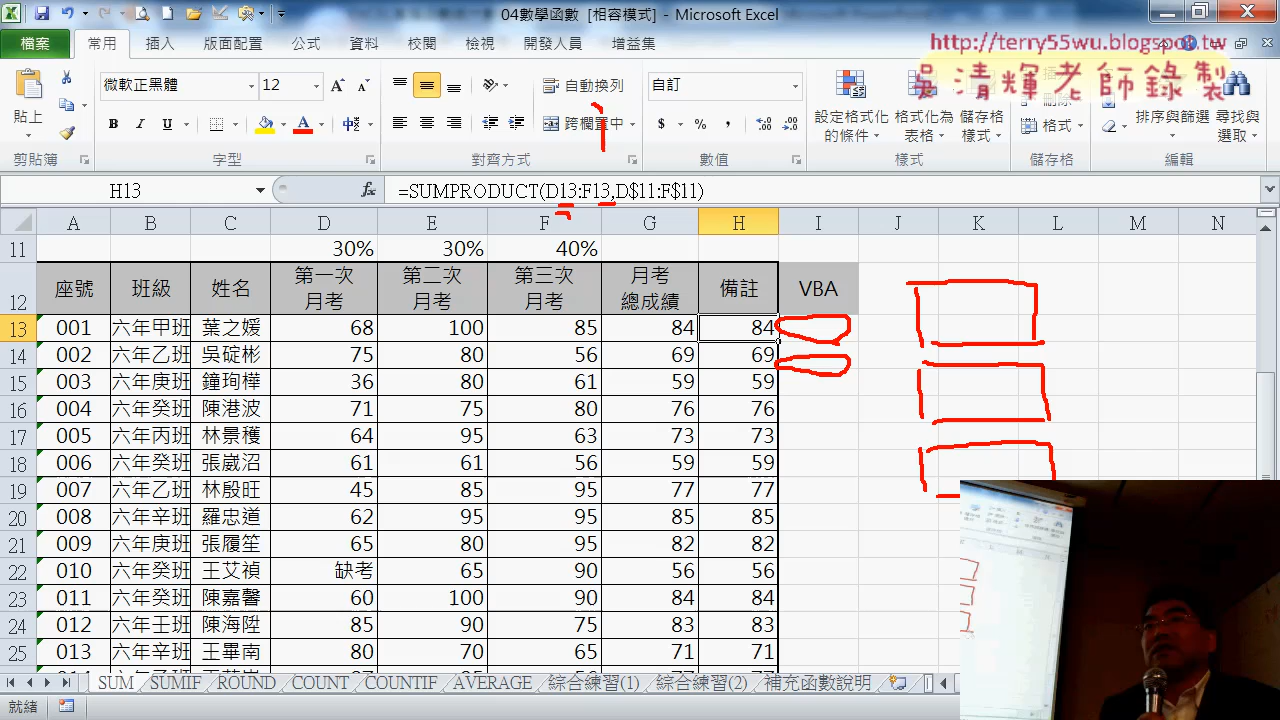 04數學函數 [相容模式] - Microsoft Excel
http://terry55wu.blogspot.tw
吳清輝老師錄製
檔案 常用 插入 版面配置 公式 資料 校閱 檢視 開發人員 增益集
微軟正黑體 12 自動換列 自訂
貼上 跨欄置中 設定格式化的條件 格式化為表格 儲存格樣式 刪除 格式 排序與篩選 尋找與選取
剪貼簿 字型 對齊方式 數值 樣式 儲存格 編輯
H13 fx =SUMPRODUCT(D13:F13,D$11:F$11)
A B C D E F G H I J K L M N
11 30% 30% 40%
12 座號 班級 姓名 第一次月考 第二次月考 第三次月考 月考總成績 備註 VBA
13 001 六年甲班 葉之媛 68 100 85 84 84
14 002 六年乙班 吳碇彬 75 80 56 69 69
15 003 六年庚班 鐘珣樺 36 80 61 59 59
16 004 六年癸班 陳港波 71 75 80 76 76
17 005 六年丙班 林景檴 64 95 63 73 73
18 006 六年癸班 張威沼 61 61 56 59 59
19 007 六年乙班 林殷旺 45 85 95 77 77
20 008 六年辛班 羅忠道 62 95 95 85 85
21 009 六年庚班 張履笙 65 80 95 82 82
22 010 六年癸班 王艾禎 缺考 65 90 56 56
23 011 六年癸班 陳嘉馨 60 100 90 84 84
24 012 六年壬班 陳海陞 85 90 75 83 83
25 013 六年辛班 王畢南 80 70 65 71 71
SUM SUMIF ROUND COUNT COUNTIF AVERAGE 綜合練習(1) 綜合練習(2) 補充函數說明
就緒